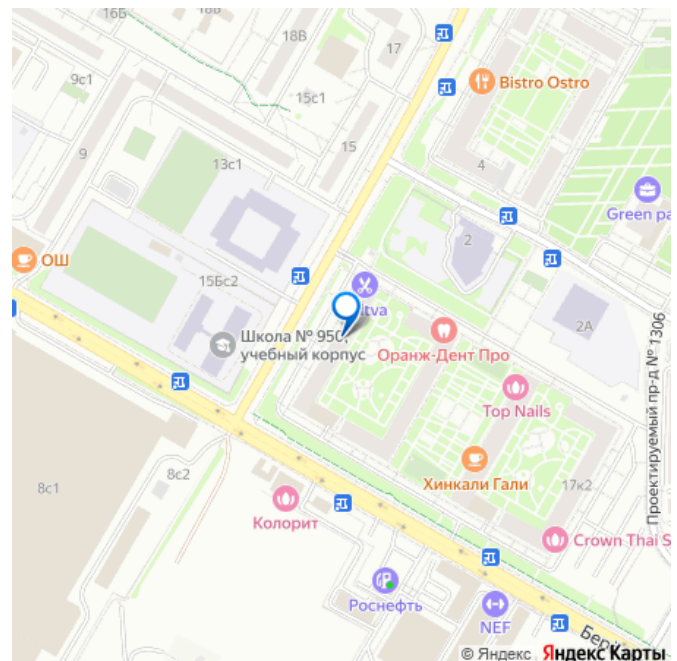 16Б
16В
18В
17
9с1
15с1
Bistro Ostro
9
15
13с1
4
Green pa
2
ОШ
15Бс2
Школа № 950,
учебный корпус
2А
Оранж-Дент Про
Top Nails
Проектируемый пр-д № 1306
8с1
8с2
Хинкали Гали
17к2
Колорит
Crown Thai S
Роснефть
NEF
© Яндекс Яндекс Карты